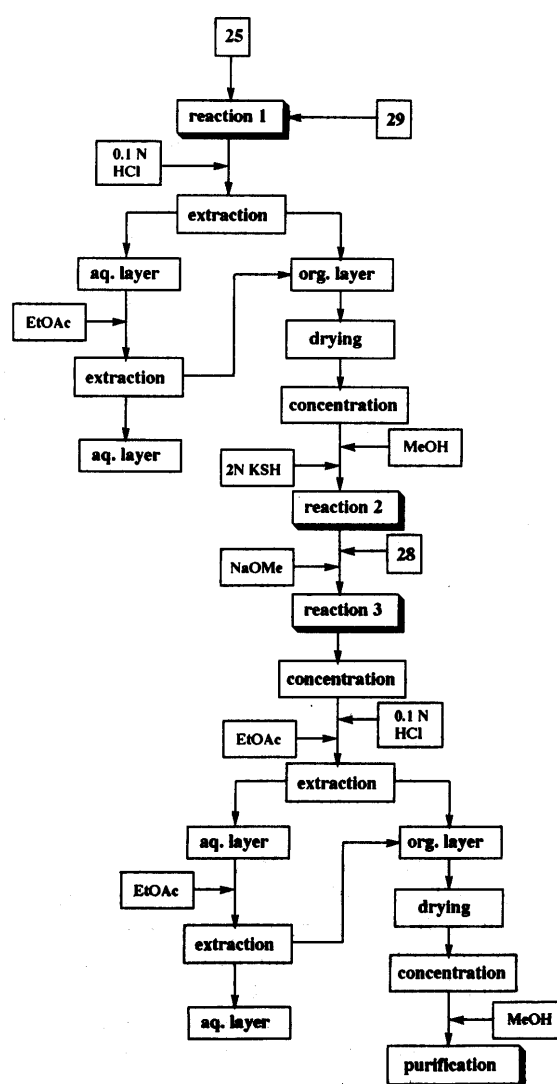 25
reaction 1
29
0.1 N
HCl
extraction
aq. layer
org. layer
EtOAc
drying
extraction
concentration
aq. layer
MeOH
2N KSH
reaction 2
28
NaOMe
reaction 3
concentration
0.1 N
HCl
EtOAc
extraction
aq. layer
org. layer
EtOAc
drying
extraction
concentration
aq. layer
MeOH
purification